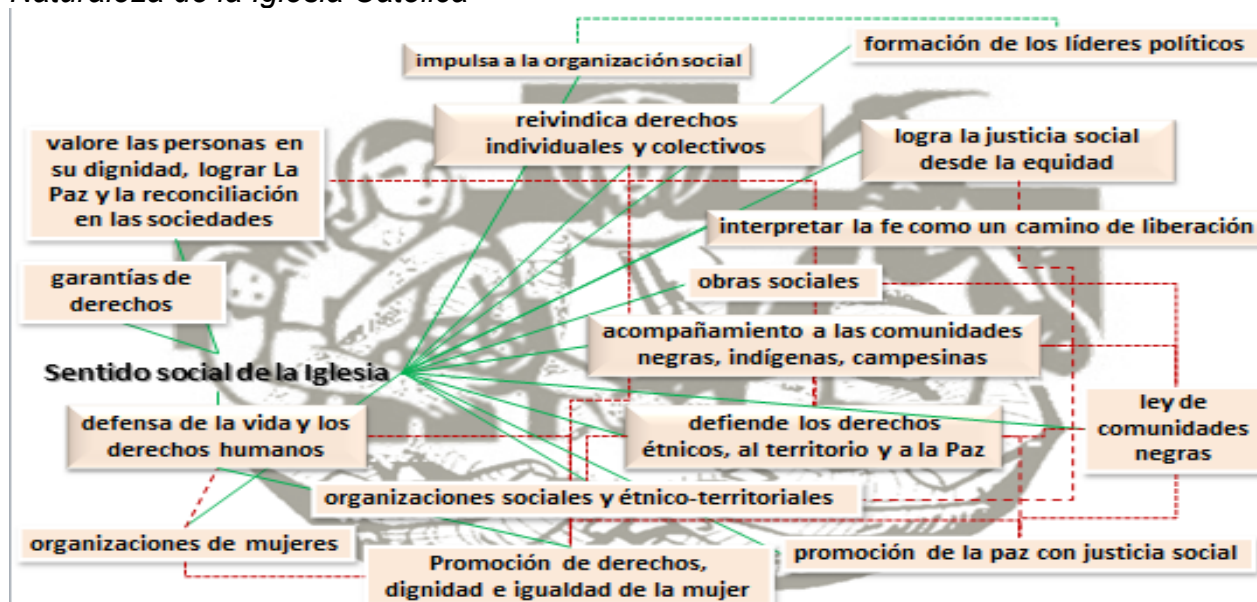 Naturaleza de la Iglesia Católica
impulsa a la organización social
formación de los líderes políticos
reivindica derechos
individuales y colectivos
logra la justicia social
desde la equidad
valore las personas en
su dignidad, lograr La
Paz y la reconciliación
en las sociedades
interpretar la fe como un camino de liberación
garantías de
derechos
obras sociales
acompañamiento a las comunidades
negras, indígenas, campesinas
Sentido social de la Iglesia
defensa de la vida y los
derechos humanos
defiende los derechos
étnicos, al territorio y a la Paz
ley de
comunidades
negras
organizaciones sociales y étnico-territoriales
organizaciones de mujeres
Promoción de derechos,
dignidad e igualdad de la mujer
promoción de la paz con justicia social